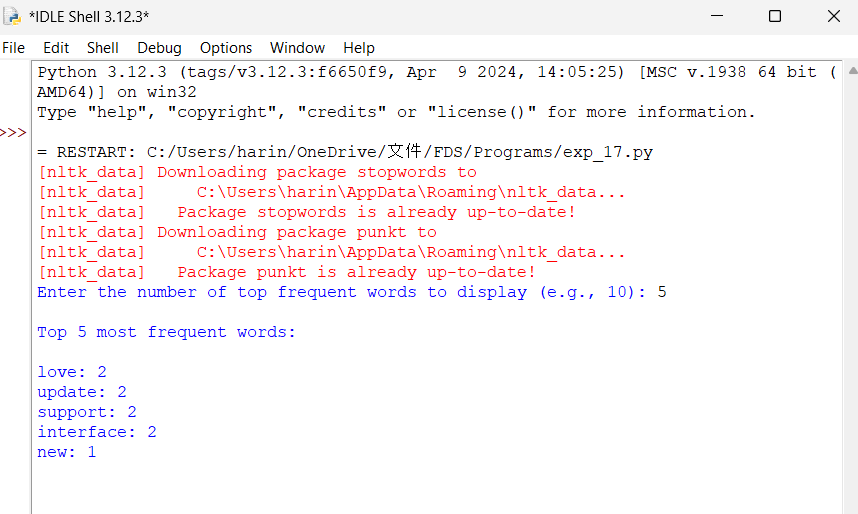 *IDLE Shell 3.12.3*
File Edit Shell Debug Options Window Help
Python 3.12.3 (tags/v3.12.3:f6650f9, Apr  9 2024, 14:05:25) [MSC v.1938 64 bit (
AMD64)] on win32
Type "help", "copyright", "credits" or "license()" for more information.
>>>
= RESTART: C:/Users/harin/OneDrive/文件/FDS/Programs/exp_17.py
[nltk_data] Downloading package stopwords to
[nltk_data]     C:\Users\harin\AppData\Roaming\nltk_data...
[nltk_data]   Package stopwords is already up-to-date!
[nltk_data] Downloading package punkt to
[nltk_data]     C:\Users\harin\AppData\Roaming\nltk_data...
[nltk_data]   Package punkt is already up-to-date!
Enter the number of top frequent words to display (e.g., 10): 5
Top 5 most frequent words:
love: 2
update: 2
support: 2
interface: 2
new: 1